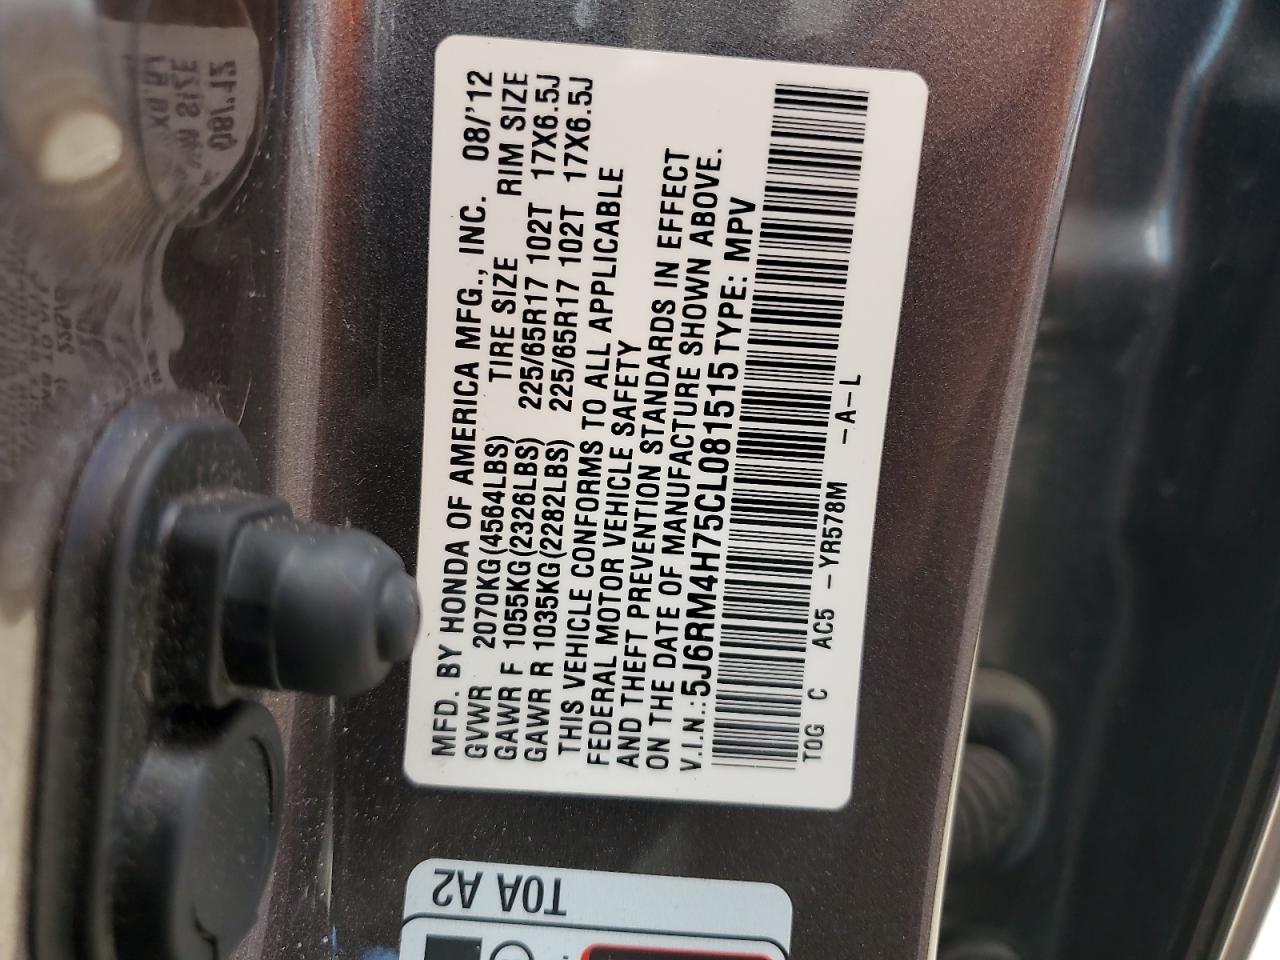 MFD. BY HONDA OF AMERICA MFG., INC. 08/'12
GVWR 2070KG(4564LBS) TIRE SIZE RIM SIZE
GAWR F 1055KG(2326LBS) 225/65R17 102T 17X6.5J
GAWR R 1035KG(2282LBS) 225/65R17 102T 17X6.5J
THIS VEHICLE CONFORMS TO ALL APPLICABLE
FEDERAL MOTOR VEHICLE SAFETY
AND THEFT PREVENTION STANDARDS IN EFFECT
ON THE DATE OF MANUFACTURE SHOWN ABOVE.
V.I.N.:5J6RM4H75CL081515 TYPE: MPV
T0G C AC5 -YR578M -A-L
T0A A2